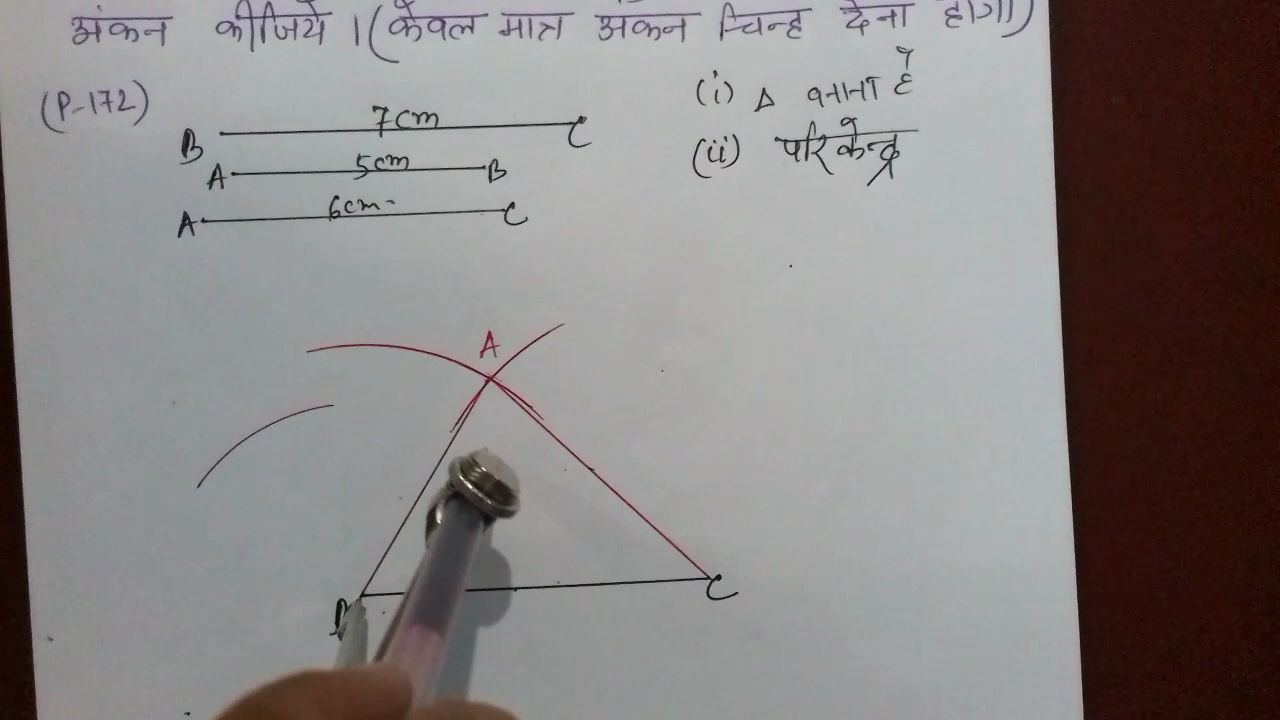 अंकन कीजिये । (केवल मात्र अंकन चिन्ह देना होगा)
(P-172)
B 7cm C
A 5cm B
A 6cm C
(i) Δ बनाना है
(ii) परिकेन्द्र
A
B C